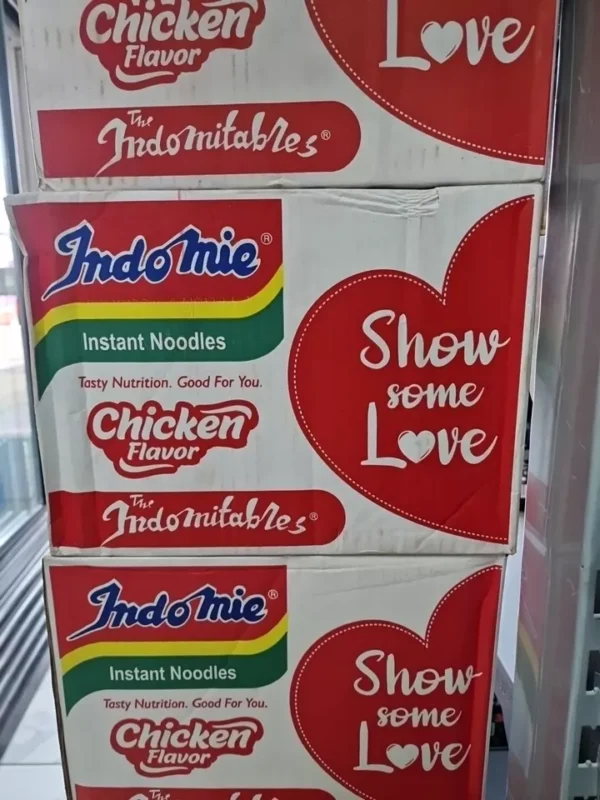 Chicken
Flavor
Love
The
Indomitables®
Indomie®
Instant Noodles
Tasty Nutrition. Good For You.
Chicken
Flavor
Show
some
Love
The
Indomitables®
Indomie®
Instant Noodles
Tasty Nutrition. Good For You.
Chicken
Flavor
Show
some
Love
The